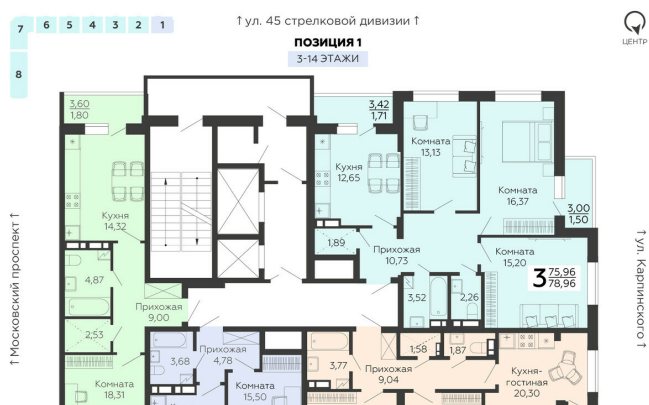 7 6 5 4 3 2 1
8
↑ ул. 45 стрелковой дивизии ↑
ПОЗИЦИЯ 1
3-14 ЭТАЖИ
ЦЕНТР
↑ Московский проспект ↑
↑ ул. Карпинского ↑
3,60
1,80
Кухня
14,32
4,87
2,53
Прихожая
9,00
Комната
18,31
3,42
1,71
Кухня
12,65
Комната
13,13
Комната
16,37
3,00
1,50
1,89
Прихожая
10,73
Комната
15,20
3 75,96
78,96
3,52
2,26
3,68
Прихожая
4,78
Комната
15,50
3,77
Прихожая
9,04
1,58
1,87
Кухня-
гостиная
20,30